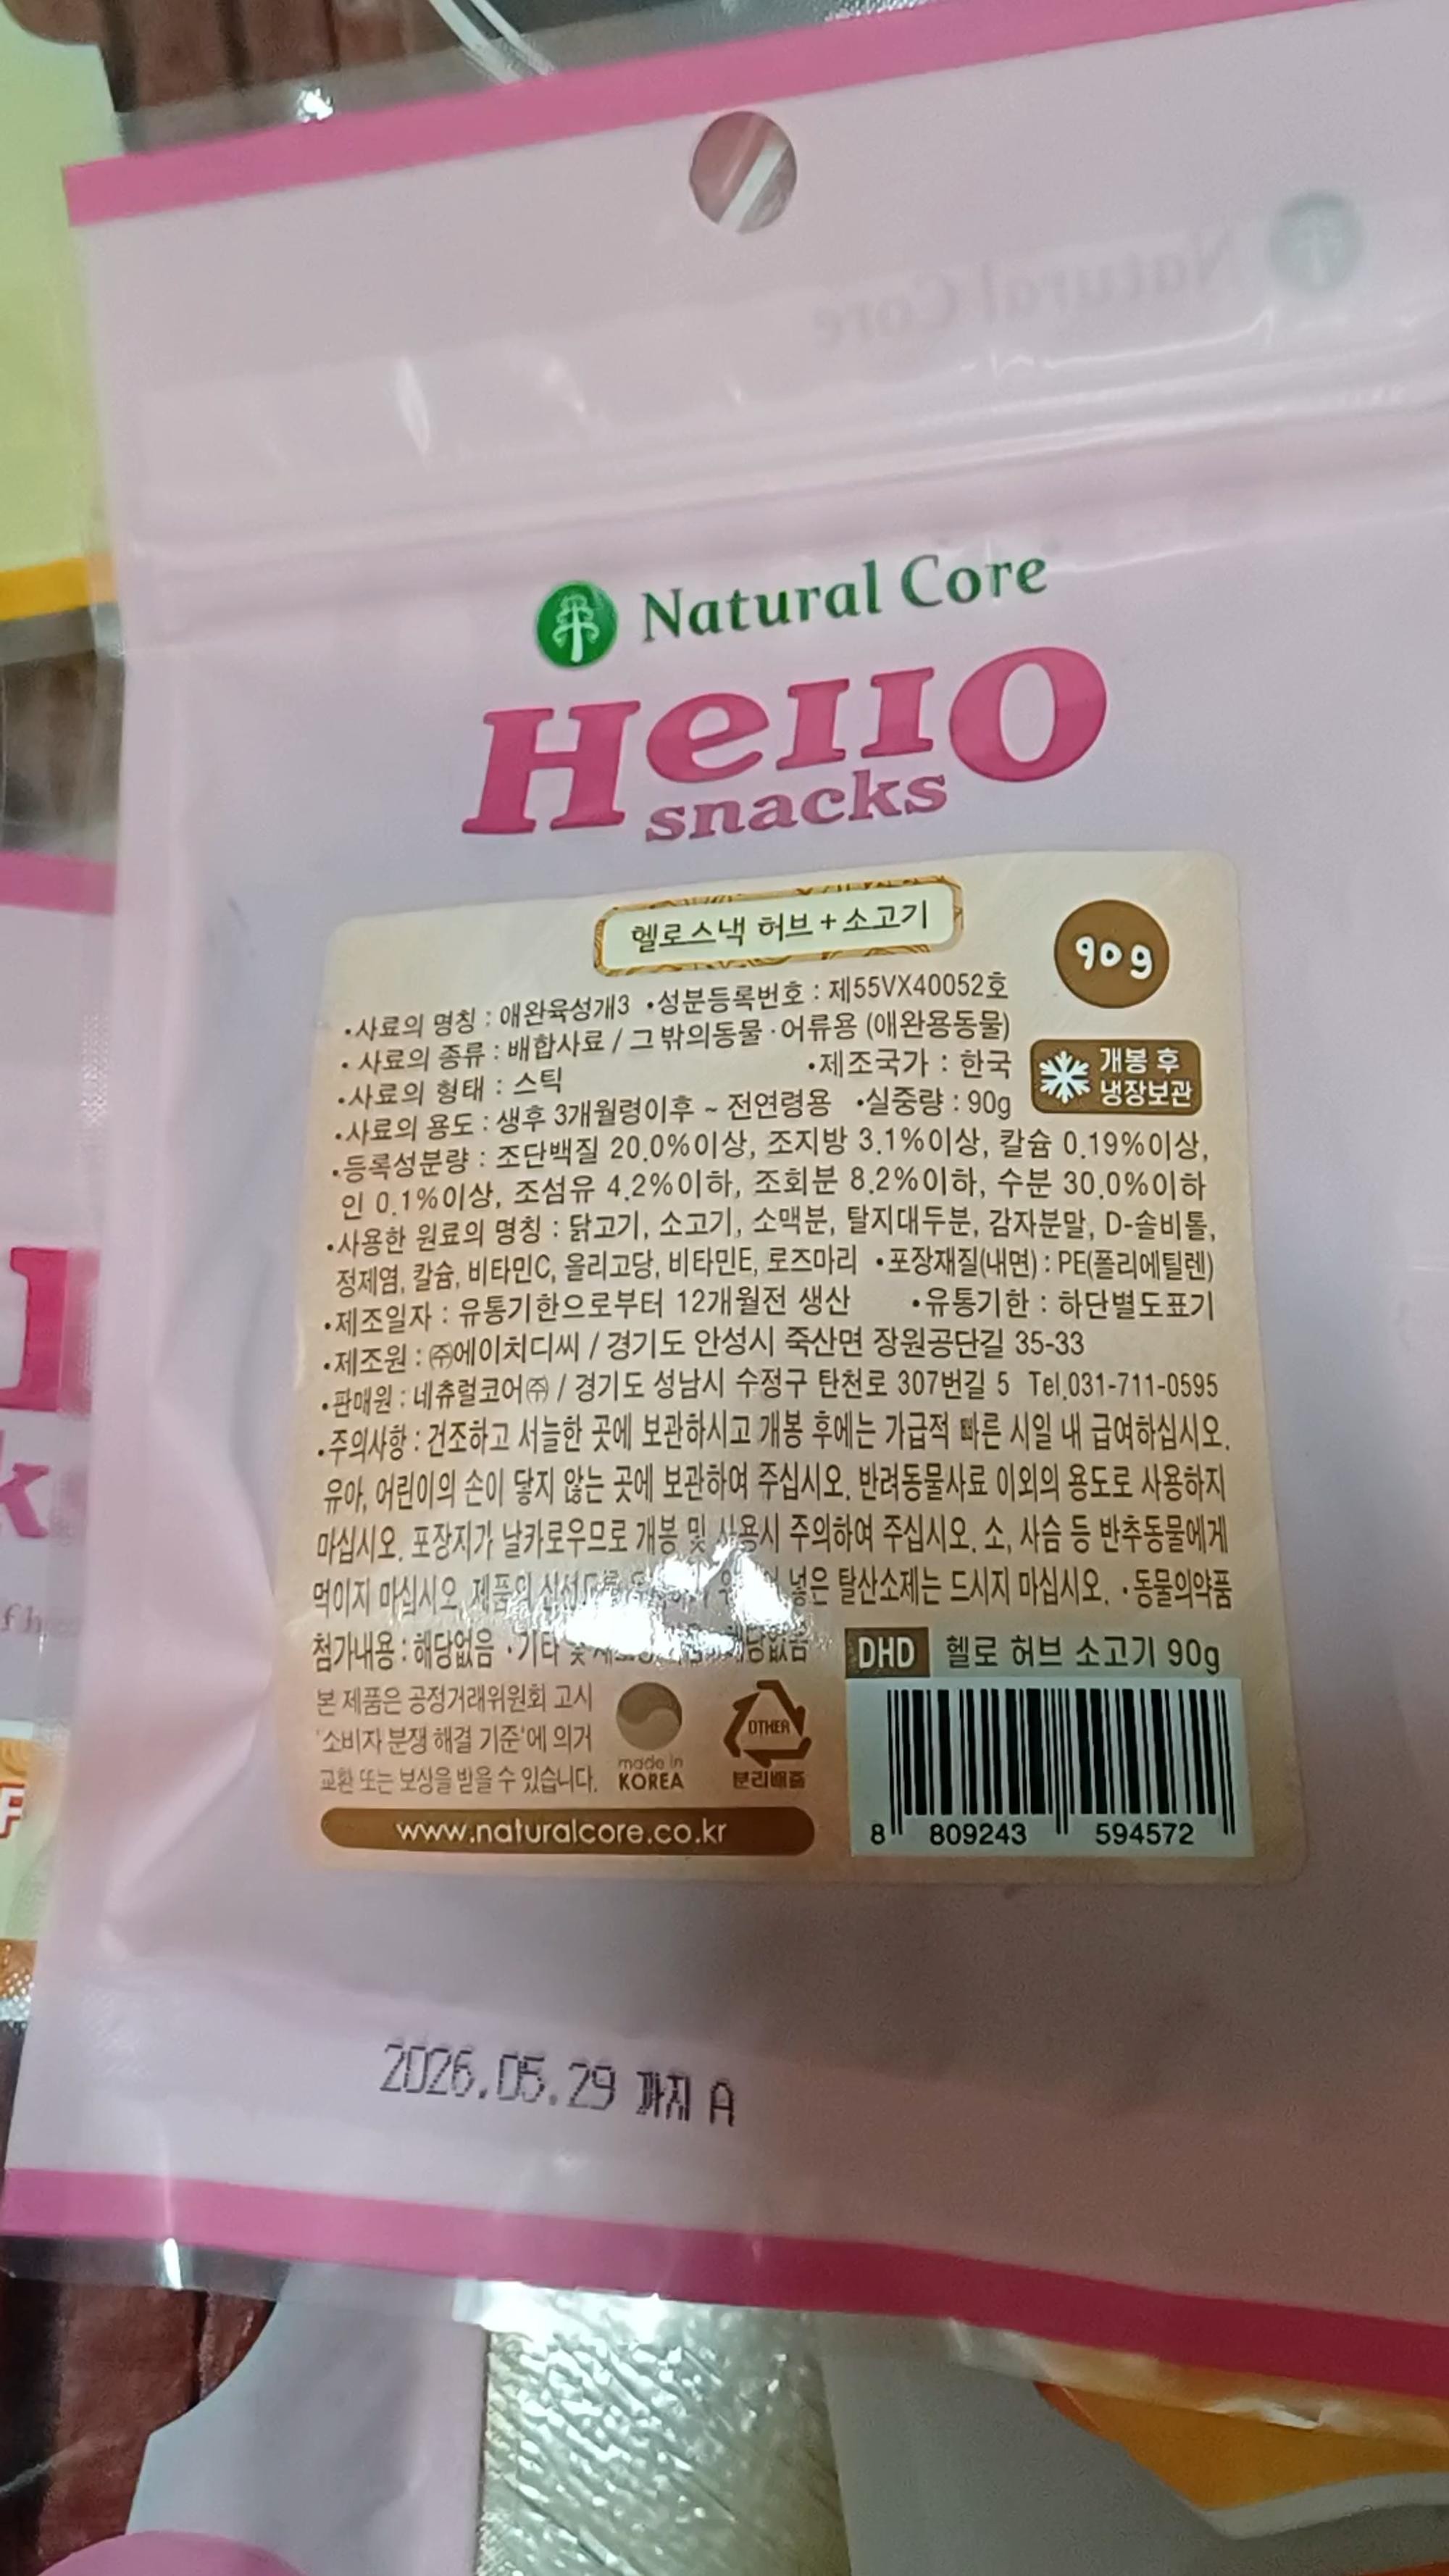 Natural Core
Natural Core
Hello
snacks
헬로스낵 허브+소고기
90g
•사료의 명칭 : 애완육성개3 •성분등록번호 : 제55VX40052호
•사료의 종류 : 배합사료 / 그 밖의동물·어류용 (애완용동물)
•사료의 형태 : 스틱 •제조국가 : 한국
개봉 후
냉장보관
•사료의 용도 : 생후 3개월령이후 ~ 전연령용 •실중량 : 90g
•등록성분량 : 조단백질 20.0%이상, 조지방 3.1%이상, 칼슘 0.19%이상,
인 0.1%이상, 조섬유 4.2%이하, 조회분 8.2%이하, 수분 30.0%이하
•사용한 원료의 명칭 : 닭고기, 소고기, 소맥분, 탈지대두분, 감자분말, D-솔비톨,
정제염, 칼슘, 비타민C, 올리고당, 비타민E, 로즈마리 •포장재질(내면) : PE(폴리에틸렌)
•제조일자 : 유통기한으로부터 12개월전 생산 •유통기한 : 하단별도표기
•제조원 : ㈜에이치디씨 / 경기도 안성시 죽산면 장원공단길 35-33
•판매원 : 네츄럴코어㈜ / 경기도 성남시 수정구 탄천로 307번길 5 Tel.031-711-0595
•주의사항 : 건조하고 서늘한 곳에 보관하시고 개봉 후에는 가급적 빠른 시일 내 급여하십시오.
유아, 어린이의 손이 닿지 않는 곳에 보관하여 주십시오. 반려동물사료 이외의 용도로 사용하지
마십시오. 포장지가 날카로우므로 개봉 및 사용시 주의하여 주십시오. 소, 사슴 등 반추동물에게
먹이지 마십시오. 제품의 넣은 탈산소제는 드시지 마십시오. •동물의약품
첨가내용 : 해당없음 •기타 해당없음
DHD 헬로 허브 소고기 90g
본 제품은 공정거래위원회 고시
'소비자 분쟁 해결 기준'에 의거
교환 또는 보상을 받을 수 있습니다.
made in
KOREA
OTHER
분리배출
www.naturalcore.co.kr
8 809243 594572
2026.05.29 까지 A